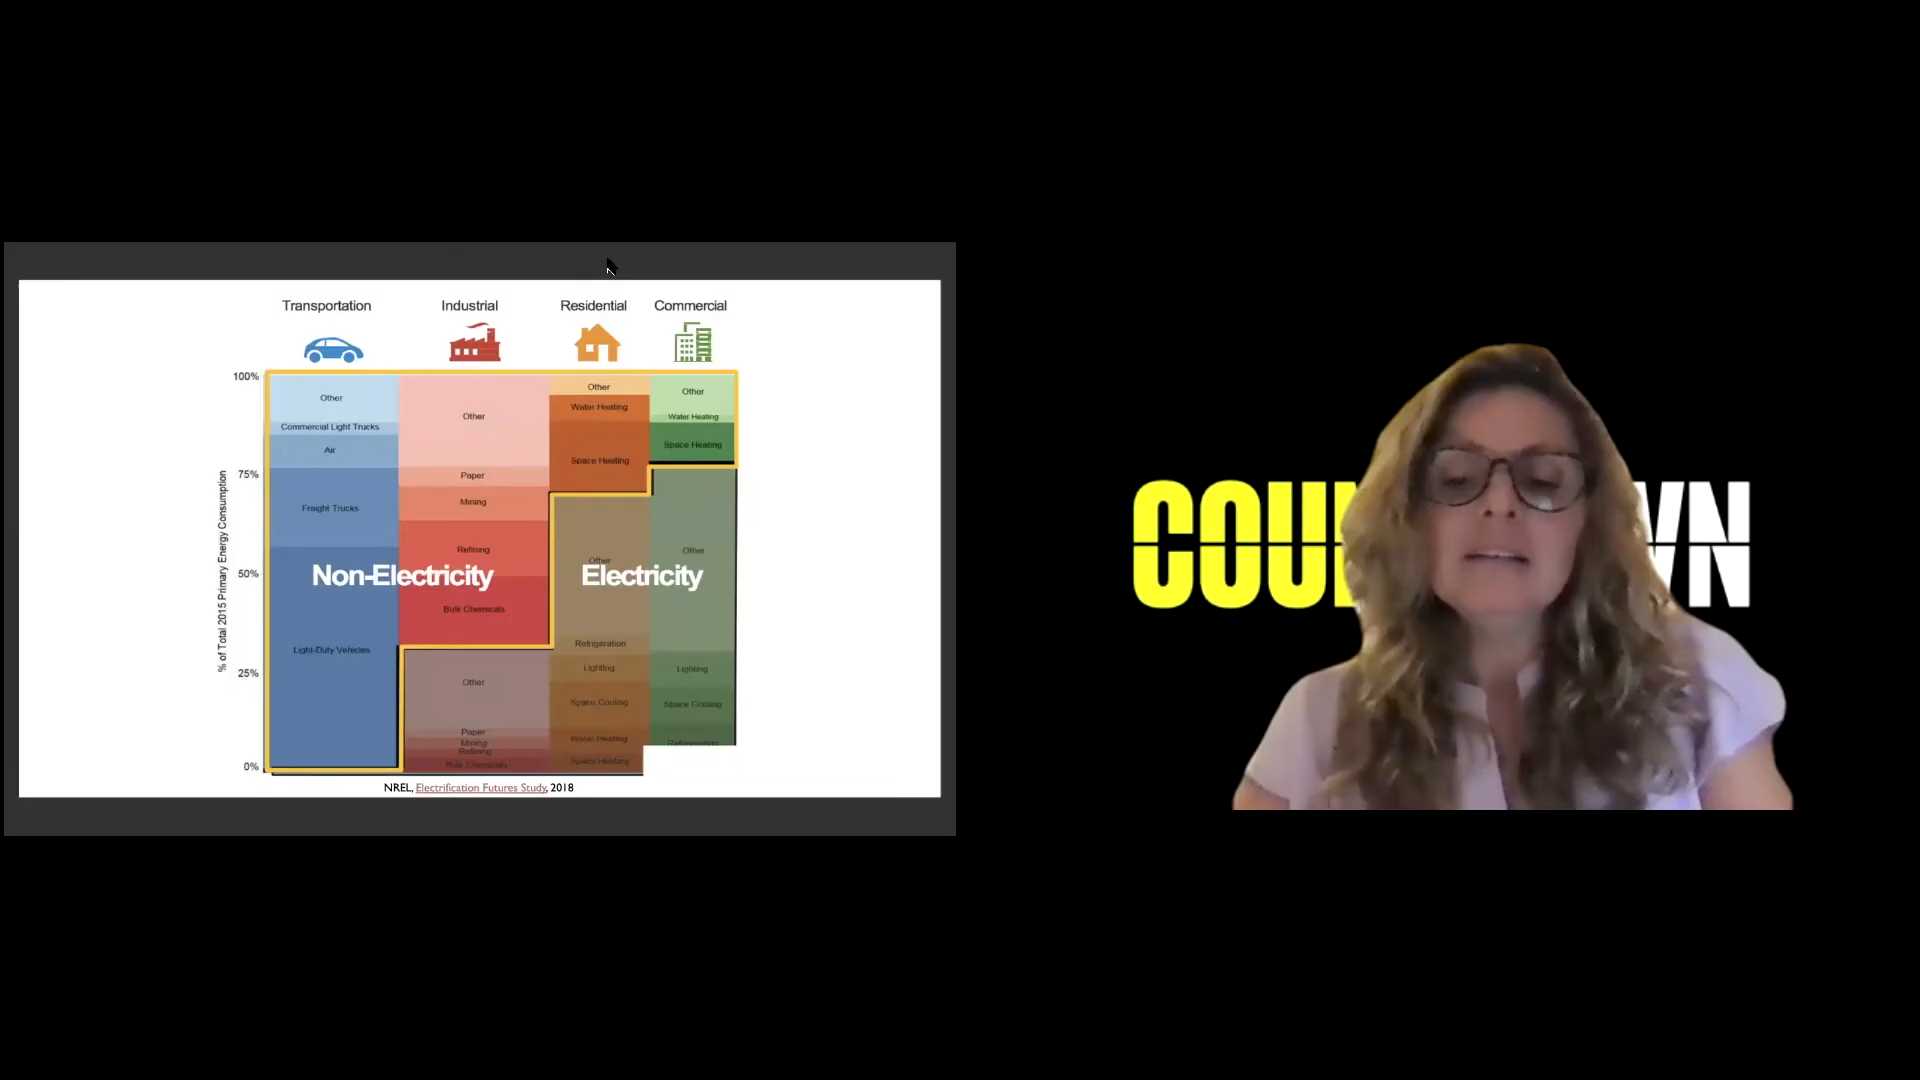 Transportation Industrial Residential Commercial
% of Total 2015 Primary Energy Consumption
100%
75%
50%
25%
0%
Other
Commercial Light Trucks
Air
Freight Trucks
Light-Duty Vehicles
Other
Paper
Mining
Refining
Bulk Chemicals
Other
Paper
Mining
Refining
Bulk Chemicals
Other
Water Heating
Space Heating
Other
Refrigeration
Lighting
Space Cooling
Water Heating
Space Heating
Other
Water Heating
Space Heating
Other
Lighting
Space Cooling
Refrigeration
Non-Electricity
Electricity
NREL, Electrification Futures Study, 2018